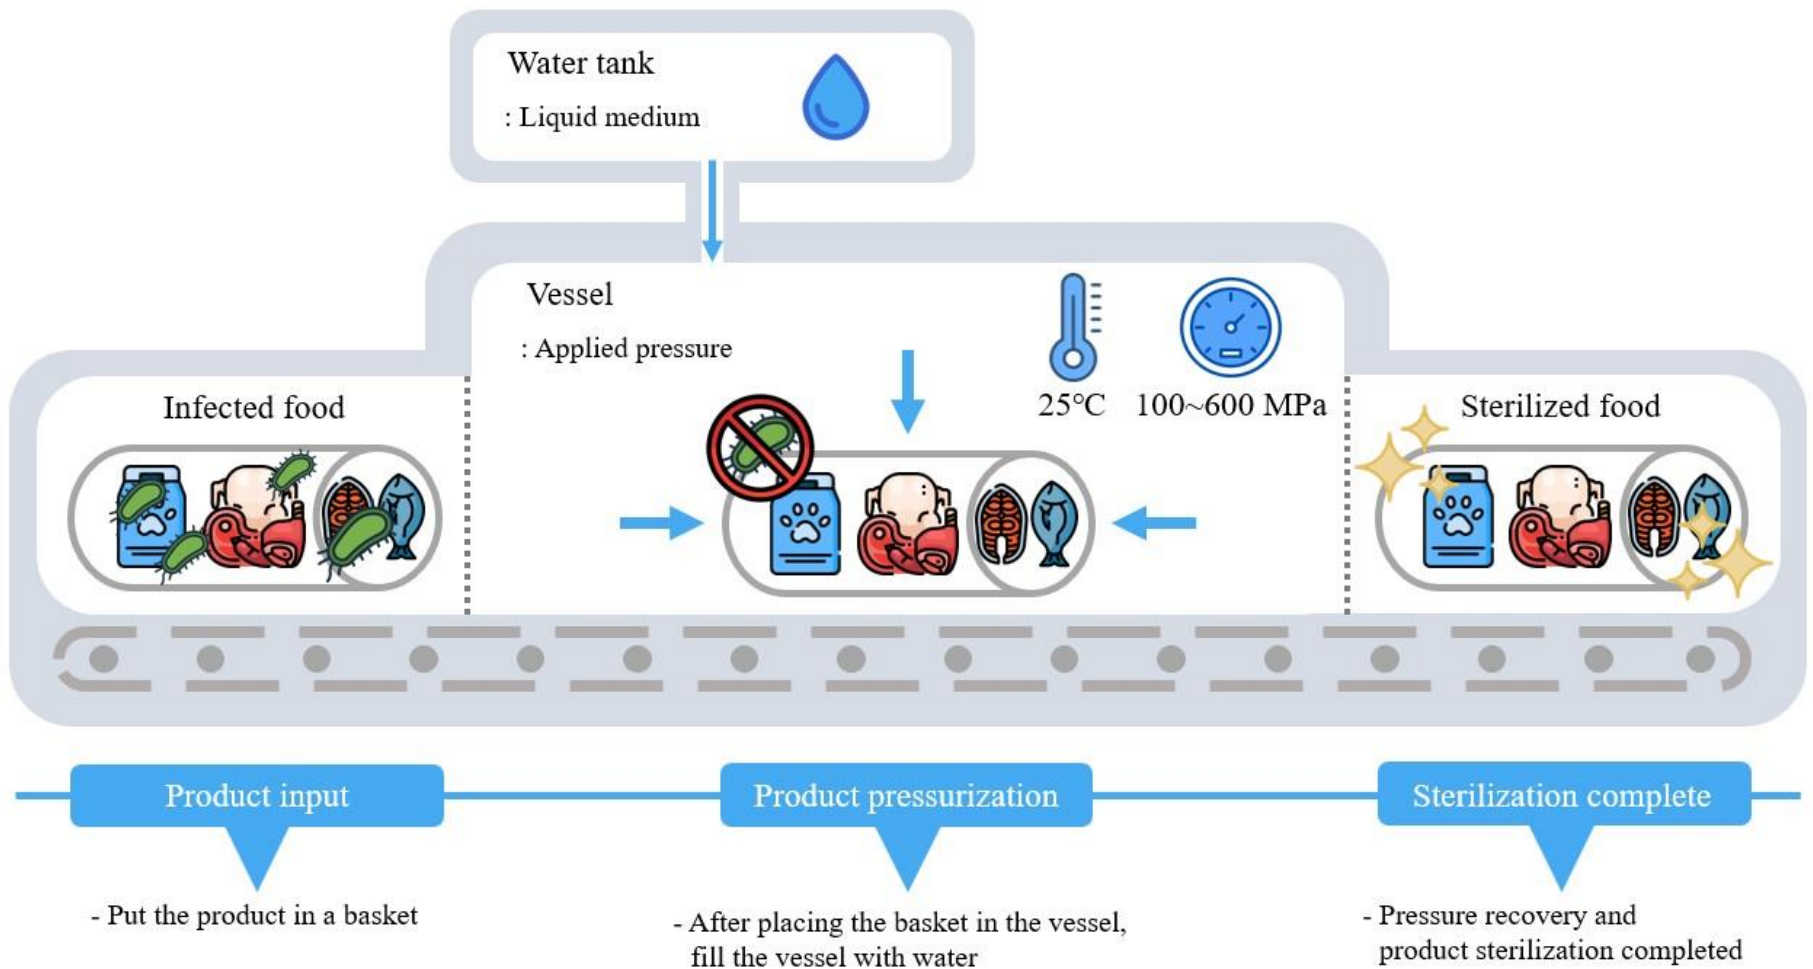 Water tank
: Liquid medium
Vessel
: Applied pressure
25℃
100~600 MPa
Infected food
Sterilized food
Product input
Product pressurization
Sterilization complete
- Put the product in a basket
- After placing the basket in the vessel,
fill the vessel with water
- Pressure recovery and
product sterilization completed